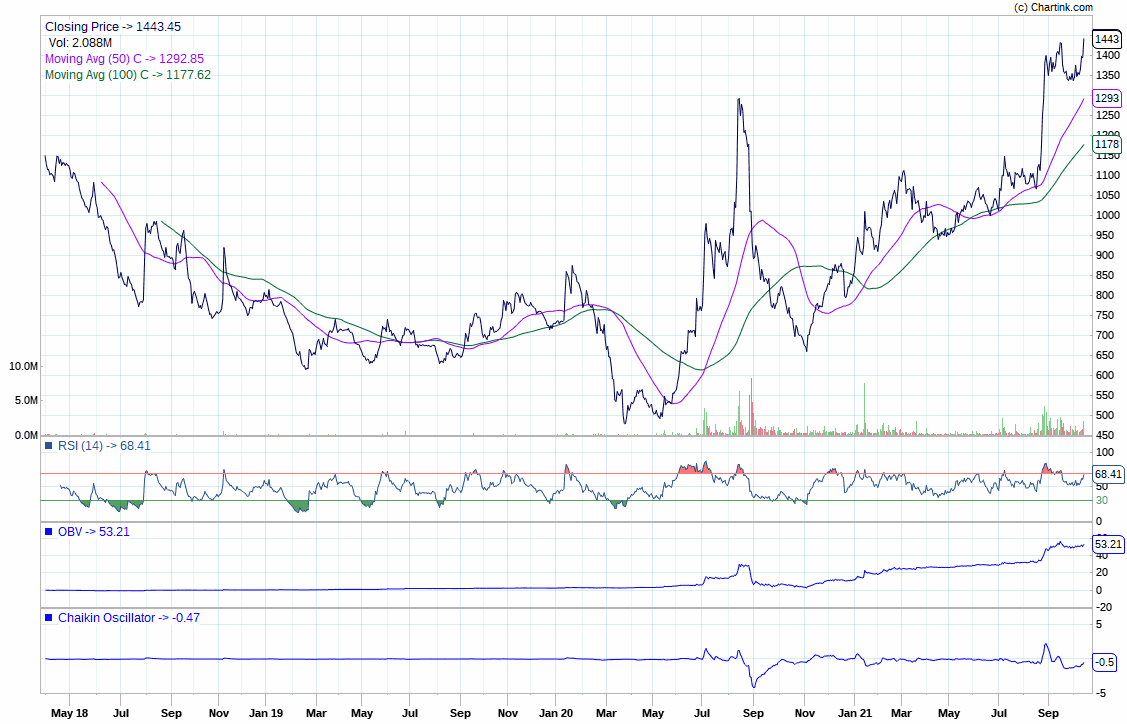 (c) Chartink.com
Closing Price -> 1443.45
Vol: 2.088M
Moving Avg (50) C -> 1292.85
Moving Avg (100) C -> 1177.62
1443
1400
1350
1293
1250
1200
1178
1150
1100
1050
1000
950
900
850
800
750
700
650
600
550
500
450
10.0M
5.0M
0.0M
RSI (14) -> 68.41
100
68.41
50
30
0
OBV -> 53.21
53.21
40
20
0
-20
Chaikin Oscillator -> -0.47
5
-0.5
-5
May 18 Jul Sep Nov Jan 19 Mar May Jul Sep Nov Jan 20 Mar May Jul Sep Nov Jan 21 Mar May Jul Sep